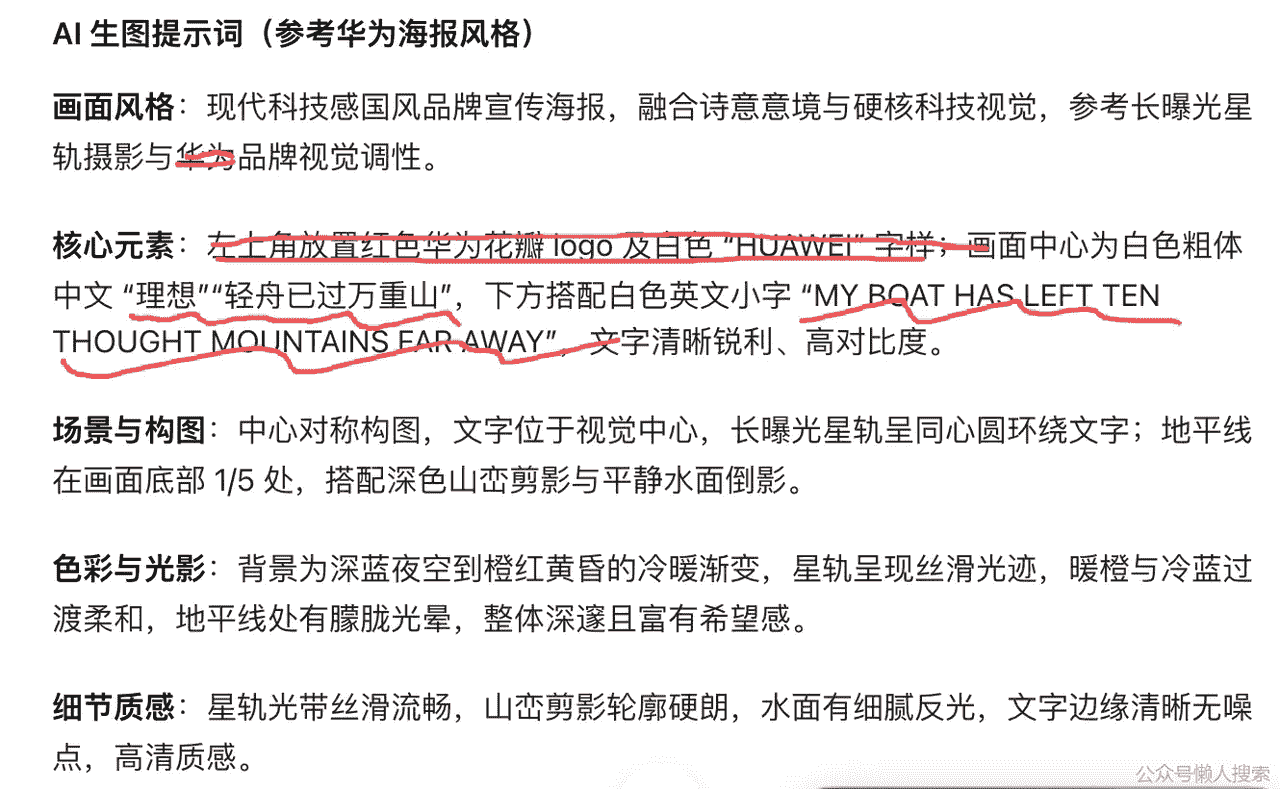 AI 生图提示词（参考华为海报风格）
画面风格：现代科技感国风品牌宣传海报，融合诗意意境与硬核科技视觉，参考长曝光星
轨摄影与华为品牌视觉调性。
核心元素：左上角放置红色华为花瓣 logo 及白色 “HUAWEI” 字样；画面中心为白色粗体
中文 “理想”“轻舟已过万重山”，下方搭配白色英文小字 “MY BOAT HAS LEFT TEN
THOUGHT MOUNTAINS FAR AWAY”，文字清晰锐利、高对比度。
场景与构图：中心对称构图，文字位于视觉中心，长曝光星轨呈同心圆环绕文字；地平线
在画面底部 1/5 处，搭配深色山峦剪影与平静水面倒影。
色彩与光影：背景为深蓝夜空到橙红黄昏的冷暖渐变，星轨呈现丝滑光迹，暖橙与冷蓝过
渡柔和，地平线处有朦胧光晕，整体深邃且富有希望感。
细节质感：星轨光带丝滑流畅，山峦剪影轮廓硬朗，水面有细腻反光，文字边缘清晰无噪
点，高清质感。
公众号懒人搜索